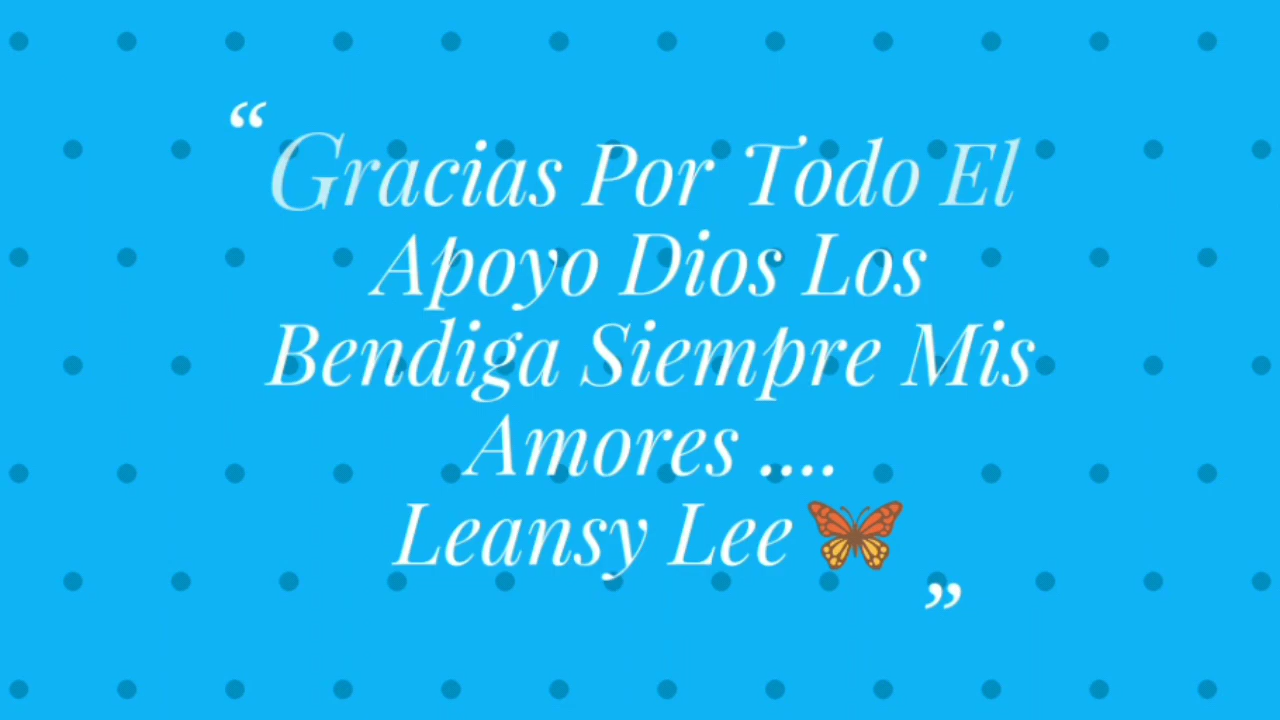 “Gracias Por Todo El
Apoyo Dios Los
Bendiga Siempre Mis
Amores ....
Leansy Lee 🦋
”